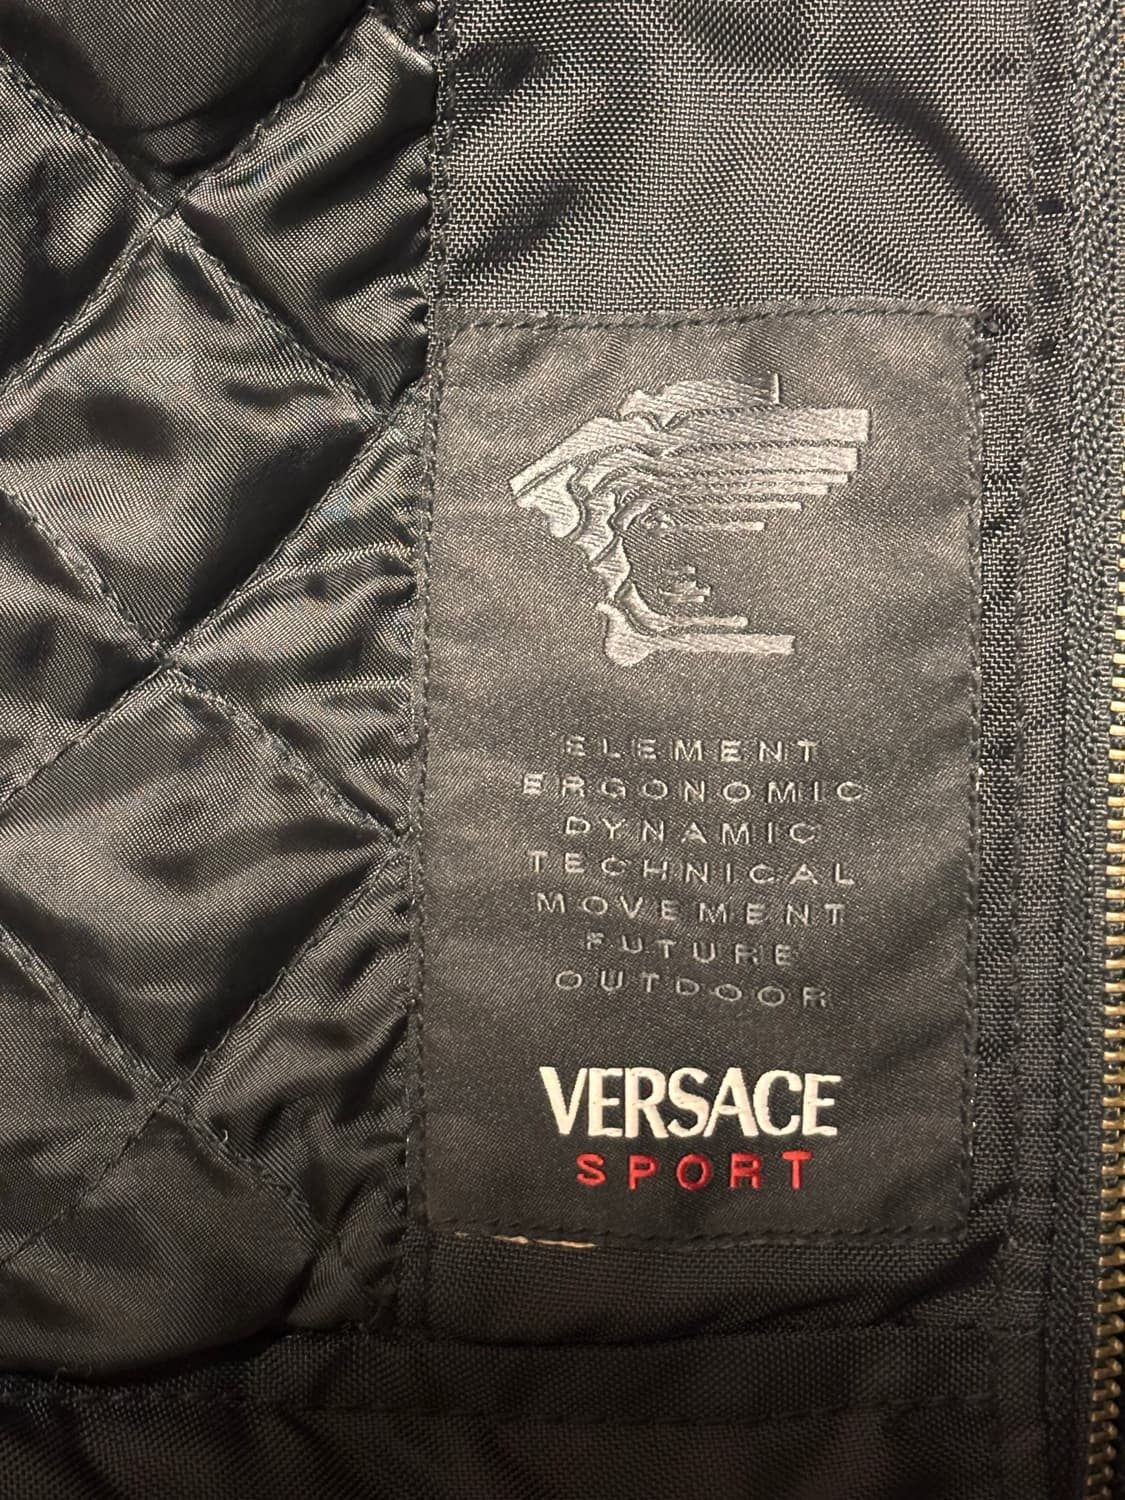 ELEMENT
ERGONOMIC
DYNAMIC
TECHNICAL
MOVEMENT
FUTURE
OUTDOOR
VERSACE
SPORT